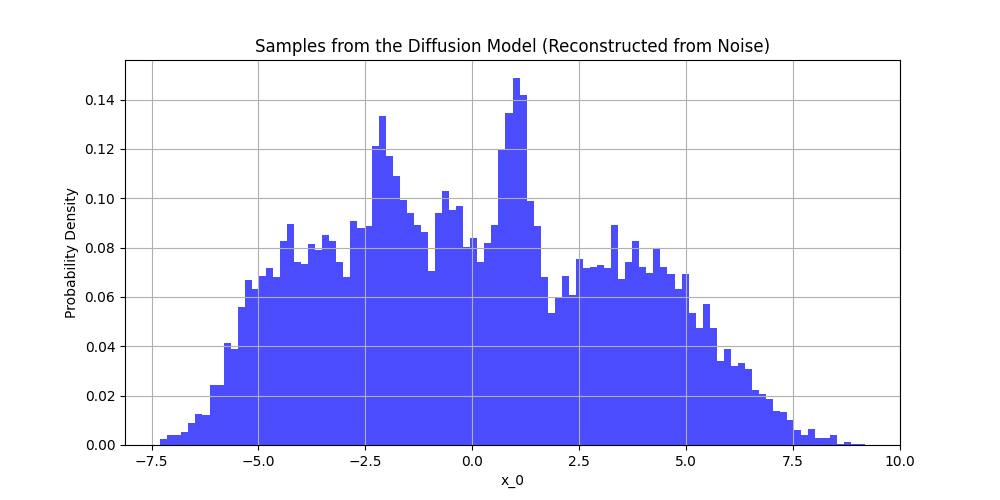 Samples from the Diffusion Model (Reconstructed from Noise)
Probability Density
0.14
0.12
0.10
0.08
0.06
0.04
0.02
0.00
−7.5 −5.0 −2.5 0.0 2.5 5.0 7.5 10.0
x_0